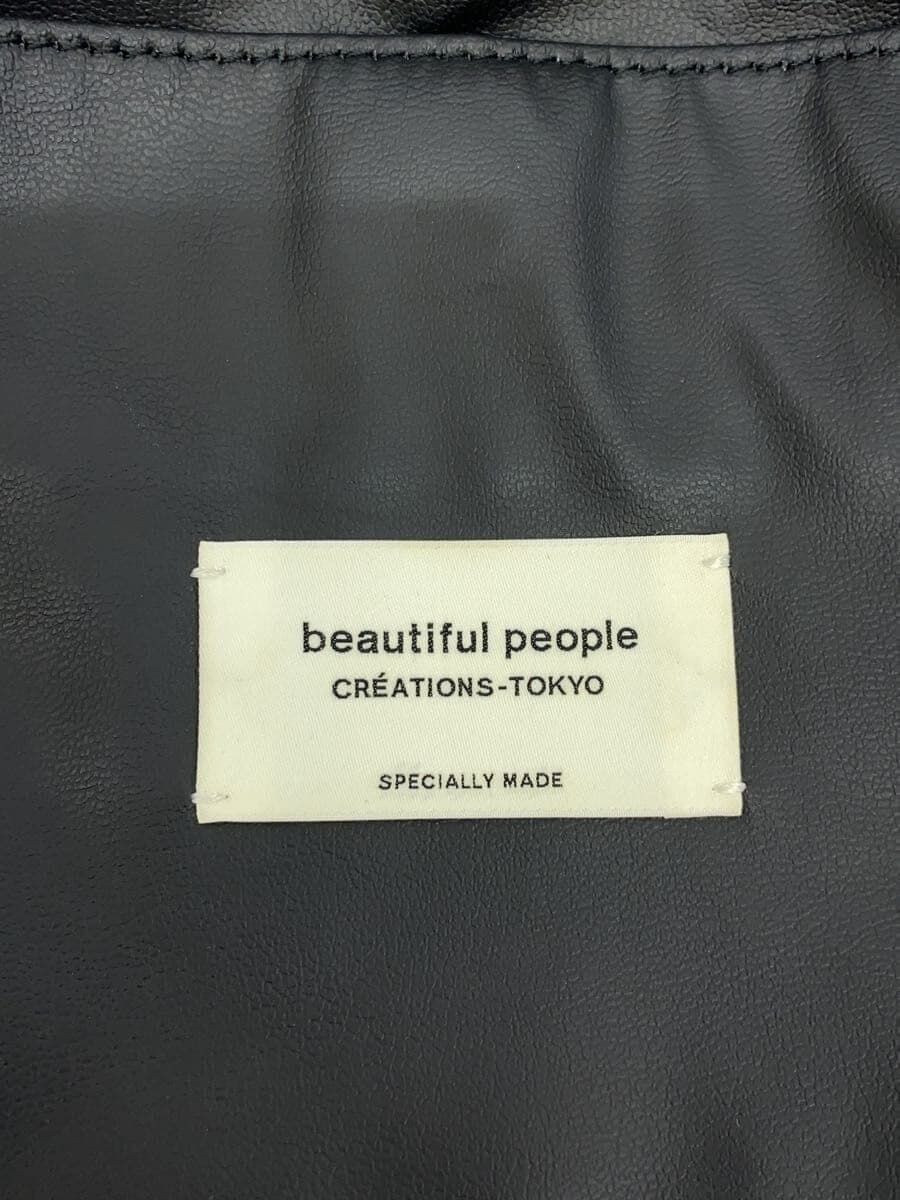 beautiful people
CRÉATIONS-TOKYO
SPECIALLY MADE